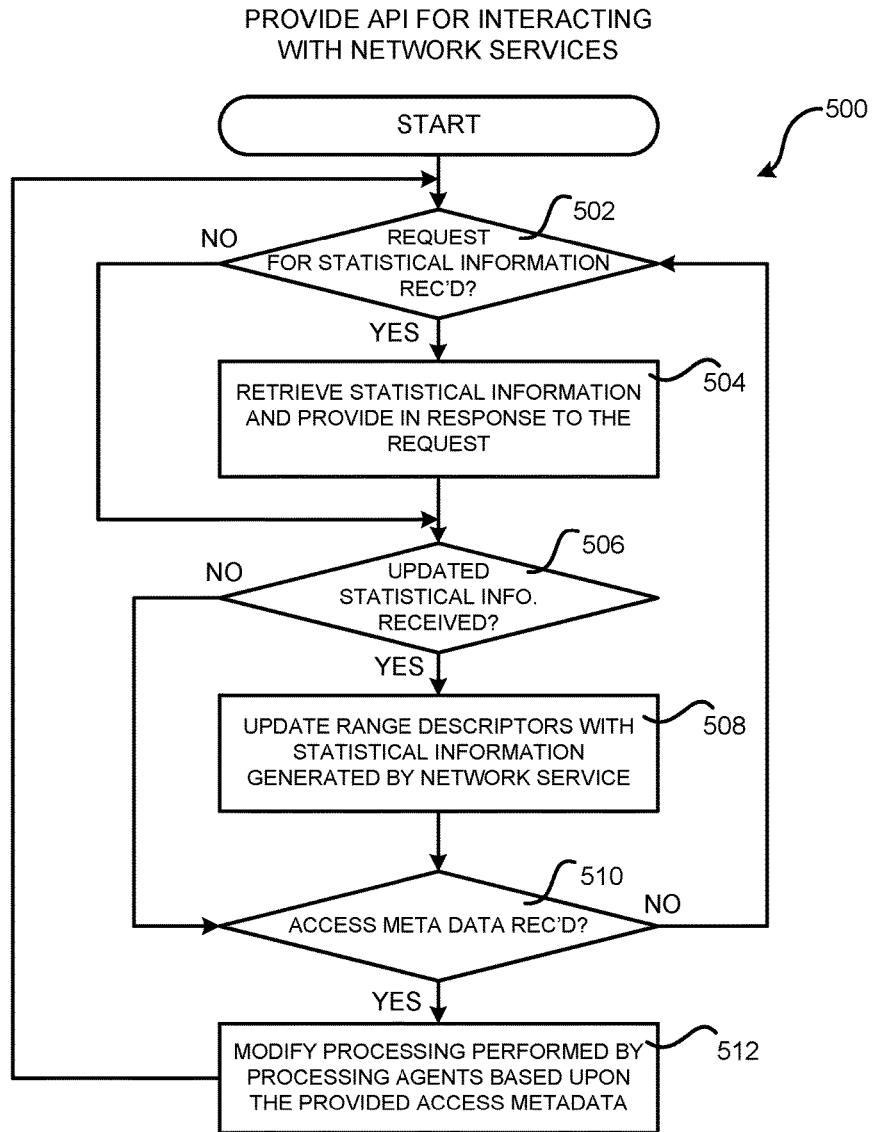 PROVIDE API FOR INTERACTING
WITH NETWORK SERVICES
START
500
502
NO
REQUEST
FOR STATISTICAL INFORMATION
REC'D?
YES
504
RETRIEVE STATISTICAL INFORMATION
AND PROVIDE IN RESPONSE TO THE
REQUEST
506
NO
UPDATED
STATISTICAL INFO.
RECEIVED?
YES
508
UPDATE RANGE DESCRIPTORS WITH
STATISTICAL INFORMATION
GENERATED BY NETWORK SERVICE
510
ACCESS META DATA REC'D?
NO
YES
512
MODIFY PROCESSING PERFORMED BY
PROCESSING AGENTS BASED UPON
THE PROVIDED ACCESS METADATA